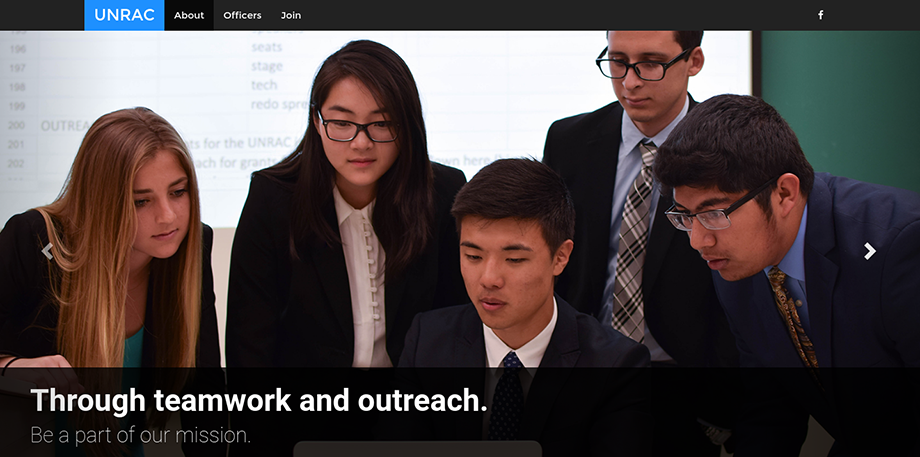 UNRAC About Officers Join
196
197 seats
198 stage
199 tech
200 redo spre
OUTREA
201 ts for the UNRAC
202 ach for grants own here
Through teamwork and outreach.
Be a part of our mission.